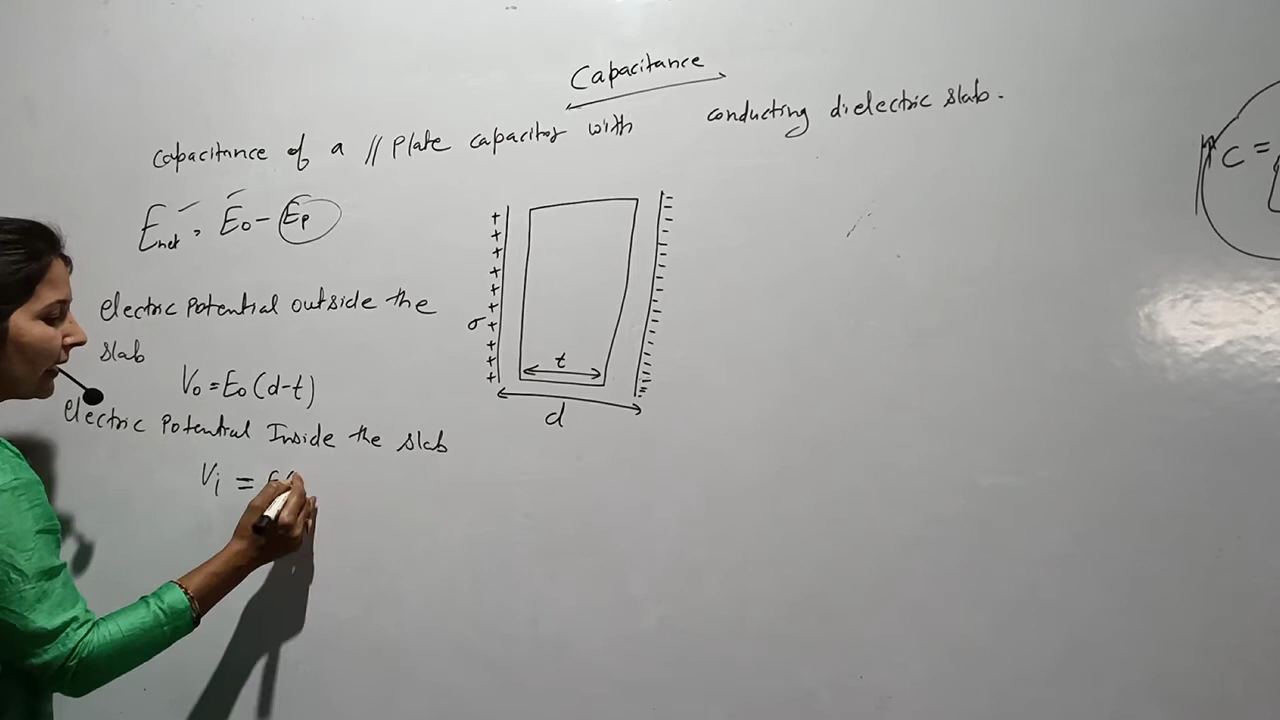 Capacitance
Capacitance of a // Plate capacitor with conducting dielectric slab.
Enet = E0 - Ep
C =
electric Potential outside the
slab
V0 = E0 (d-t)
electric Potential Inside the slab
Vi =
+
+
+
+
+
+
σ +
+
+
+
t
d